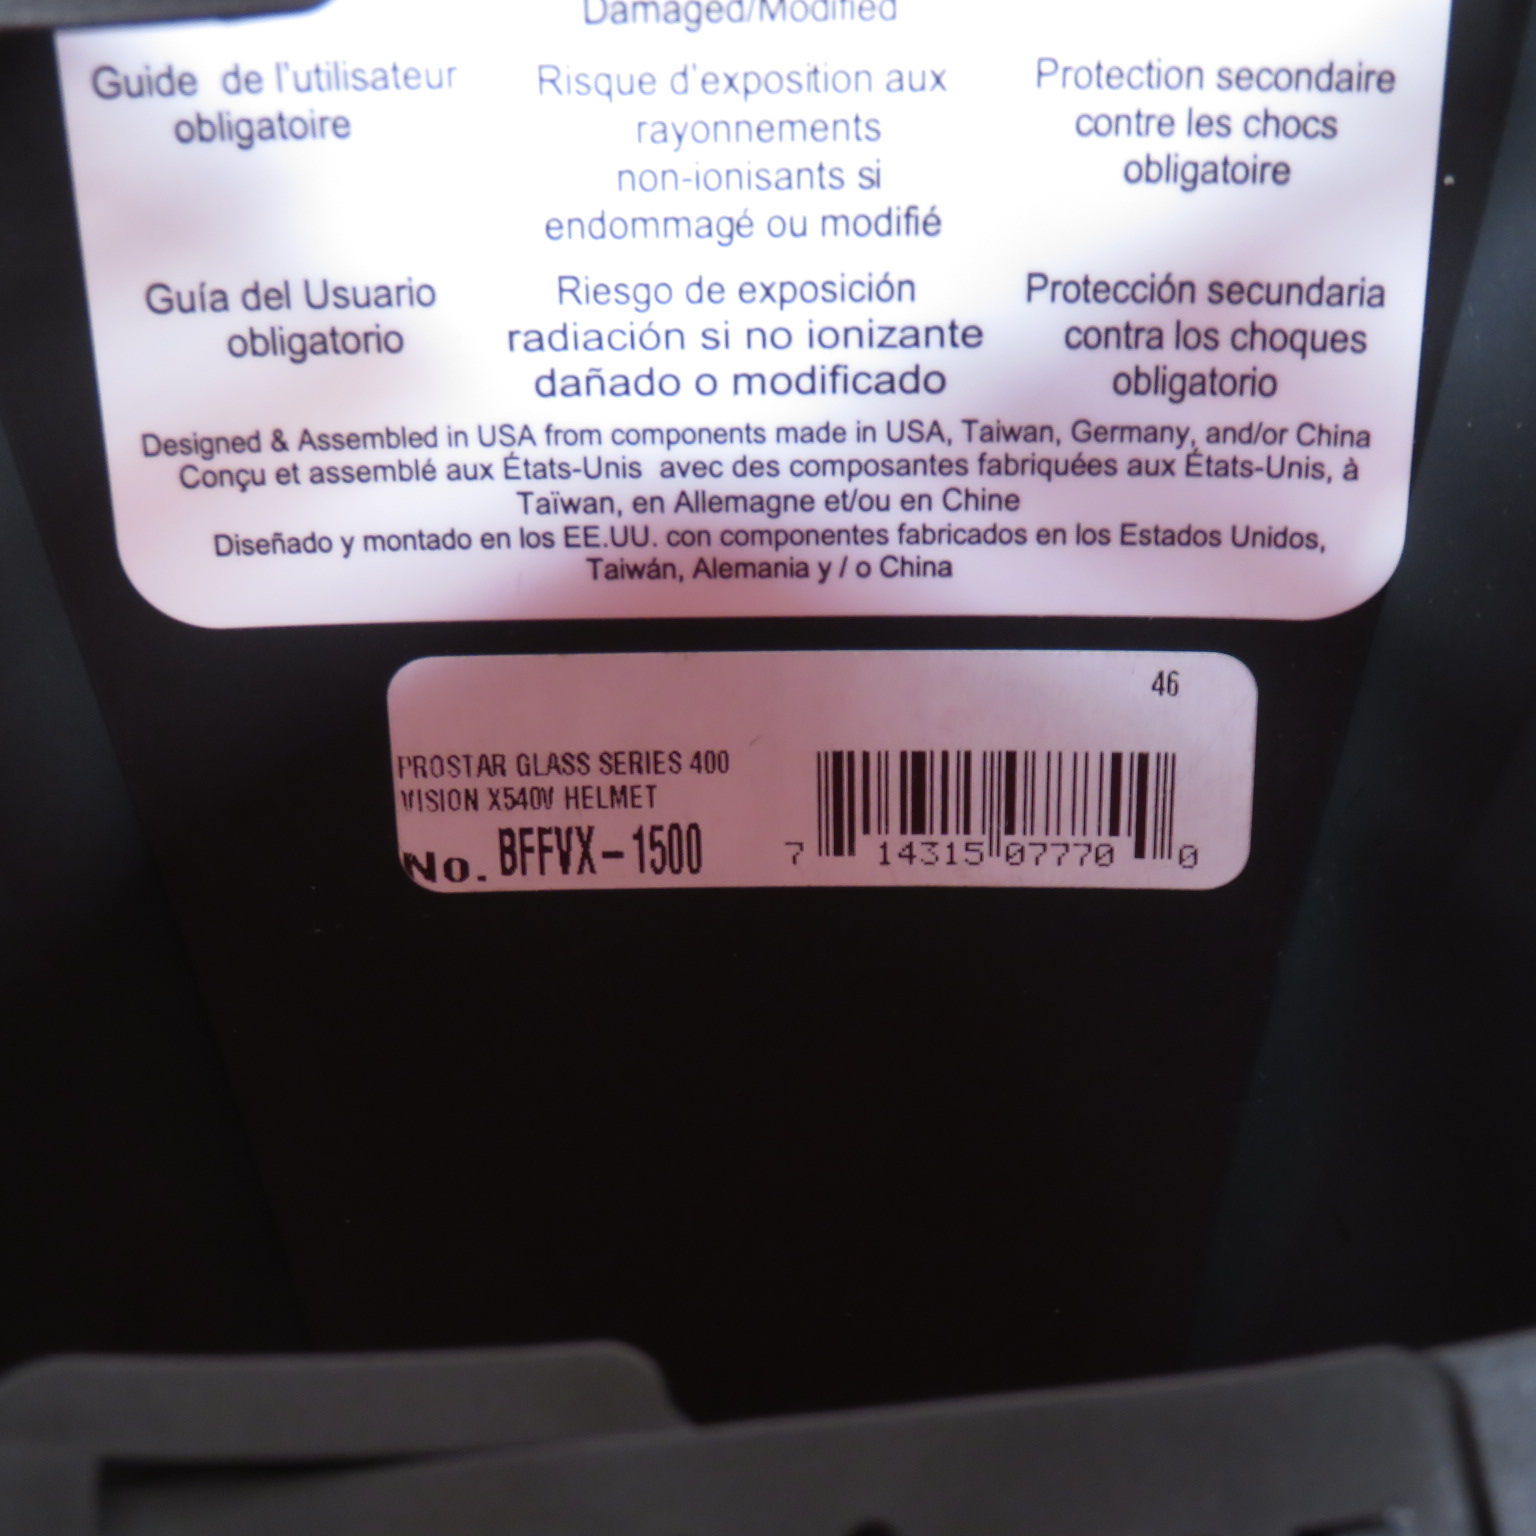 Damaged/Modified
Guide de l'utilisateur
obligatoire
Risque d'exposition aux
rayonnements
non-ionisants si
endommagé ou modifié
Protection secondaire
contre les chocs
obligatoire
Guía del Usuario
obligatorio
Riesgo de exposición
radiación si no ionizante
dañado o modificado
Protección secundaria
contra los choques
obligatorio
Designed & Assembled in USA from components made in USA, Taiwan, Germany, and/or China
Conçu et assemblé aux États-Unis avec des composantes fabriquées aux États-Unis, à
Taïwan, en Allemagne et/ou en Chine
Diseñado y montado en los EE.UU. con componentes fabricados en los Estados Unidos,
Taiwán, Alemania y / o China
46
PROSTAR GLASS SERIES 400
VISION X540V HELMET
No. BFFVX-1500
7 14315 07770 0